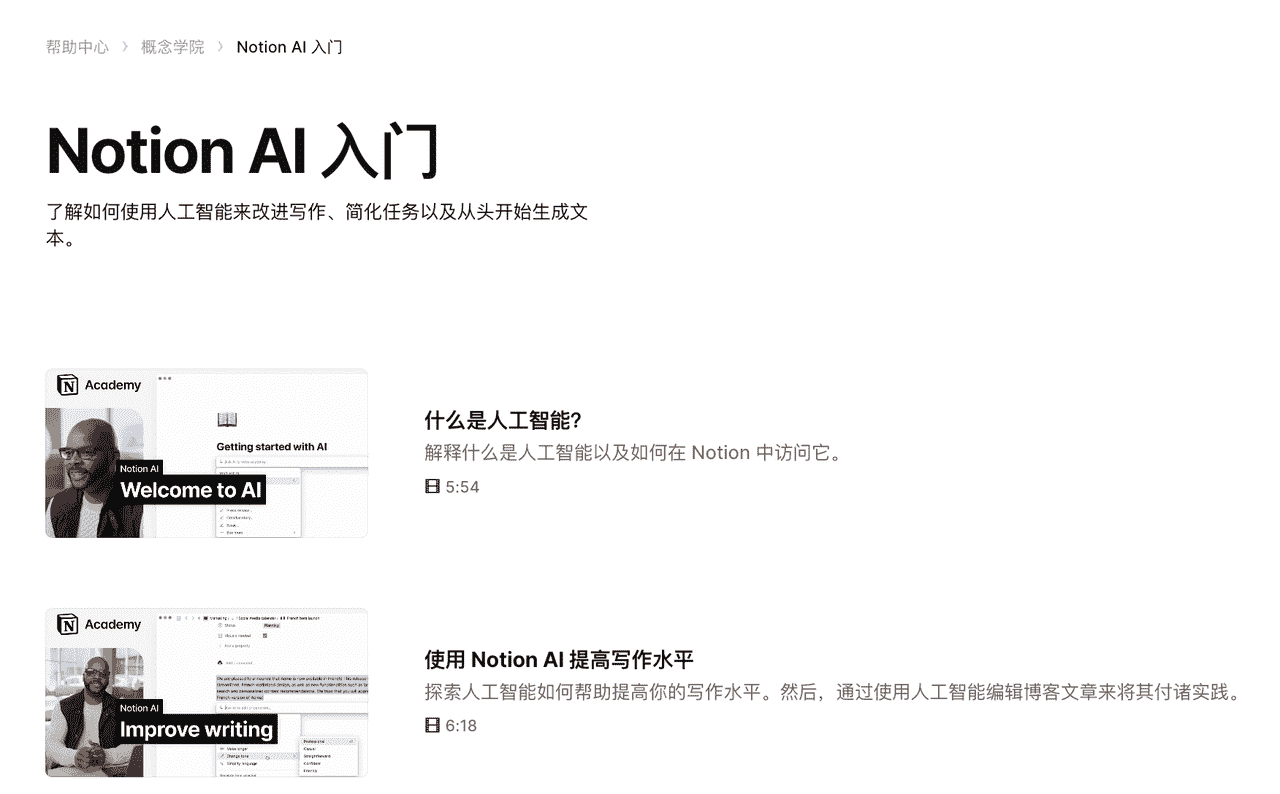 帮助中心 › 概念学院 › Notion AI 入门
Notion AI 入门
了解如何使用人工智能来改进写作、简化任务以及从头开始生成文
本。
Academy
Getting started with AI
Notion AI
Welcome to AI
什么是人工智能?
解释什么是人工智能以及如何在 Notion 中访问它。
5:54
Academy
Notion AI
Improve writing
Change tone
使用 Notion AI 提高写作水平
探索人工智能如何帮助提高你的写作水平。然后，通过使用人工智能编辑博客文章来将其付诸实践。
6:18